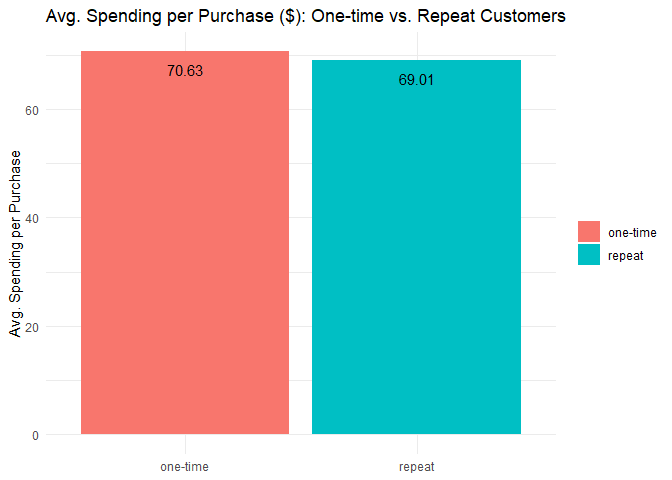 Avg. Spending per Purchase ($): One-time vs. Repeat Customers
Avg. Spending per Purchase
60
40
20
0
70.63
69.01
one-time
repeat
one-time
repeat